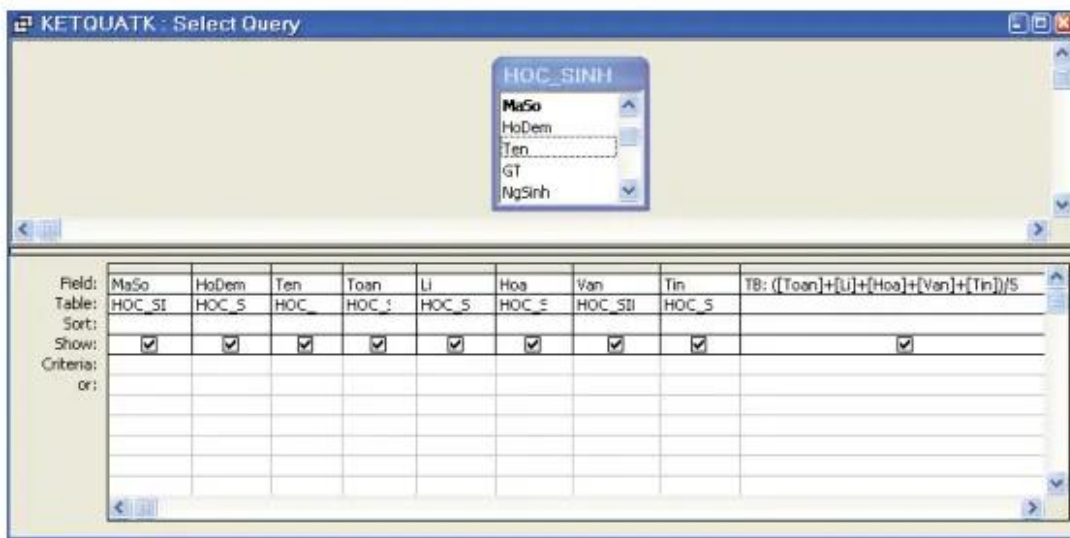 KETQUATK : Select Query
HOC_SINH
MaSo
HoDem
Ten
GT
NgSinh
Field: MaSo HoDem Ten Toan Li Hoa Van Tin TB: ([Toan]+[Li]+[Hoa]+[Van]+[Tin])/5
Table: HOC_SI HOC_S HOC_ HOC_S HOC_S HOC_S HOC_SII HOC_S
Sort:
Show:
Criteria:
or: